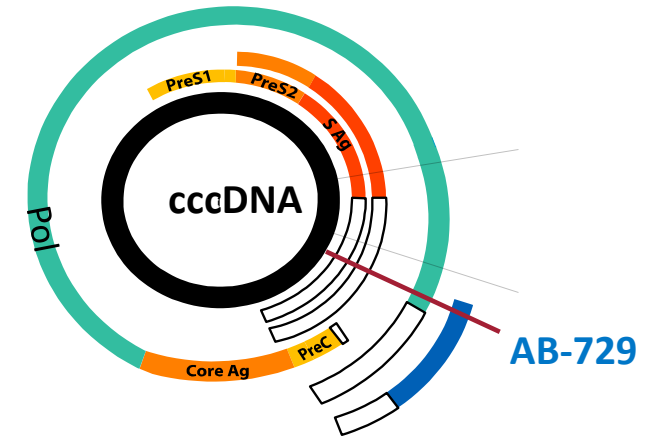 PreS1
PreS2
S Ag
cccDNA
Pol
AB-729
PreC
Core Ag